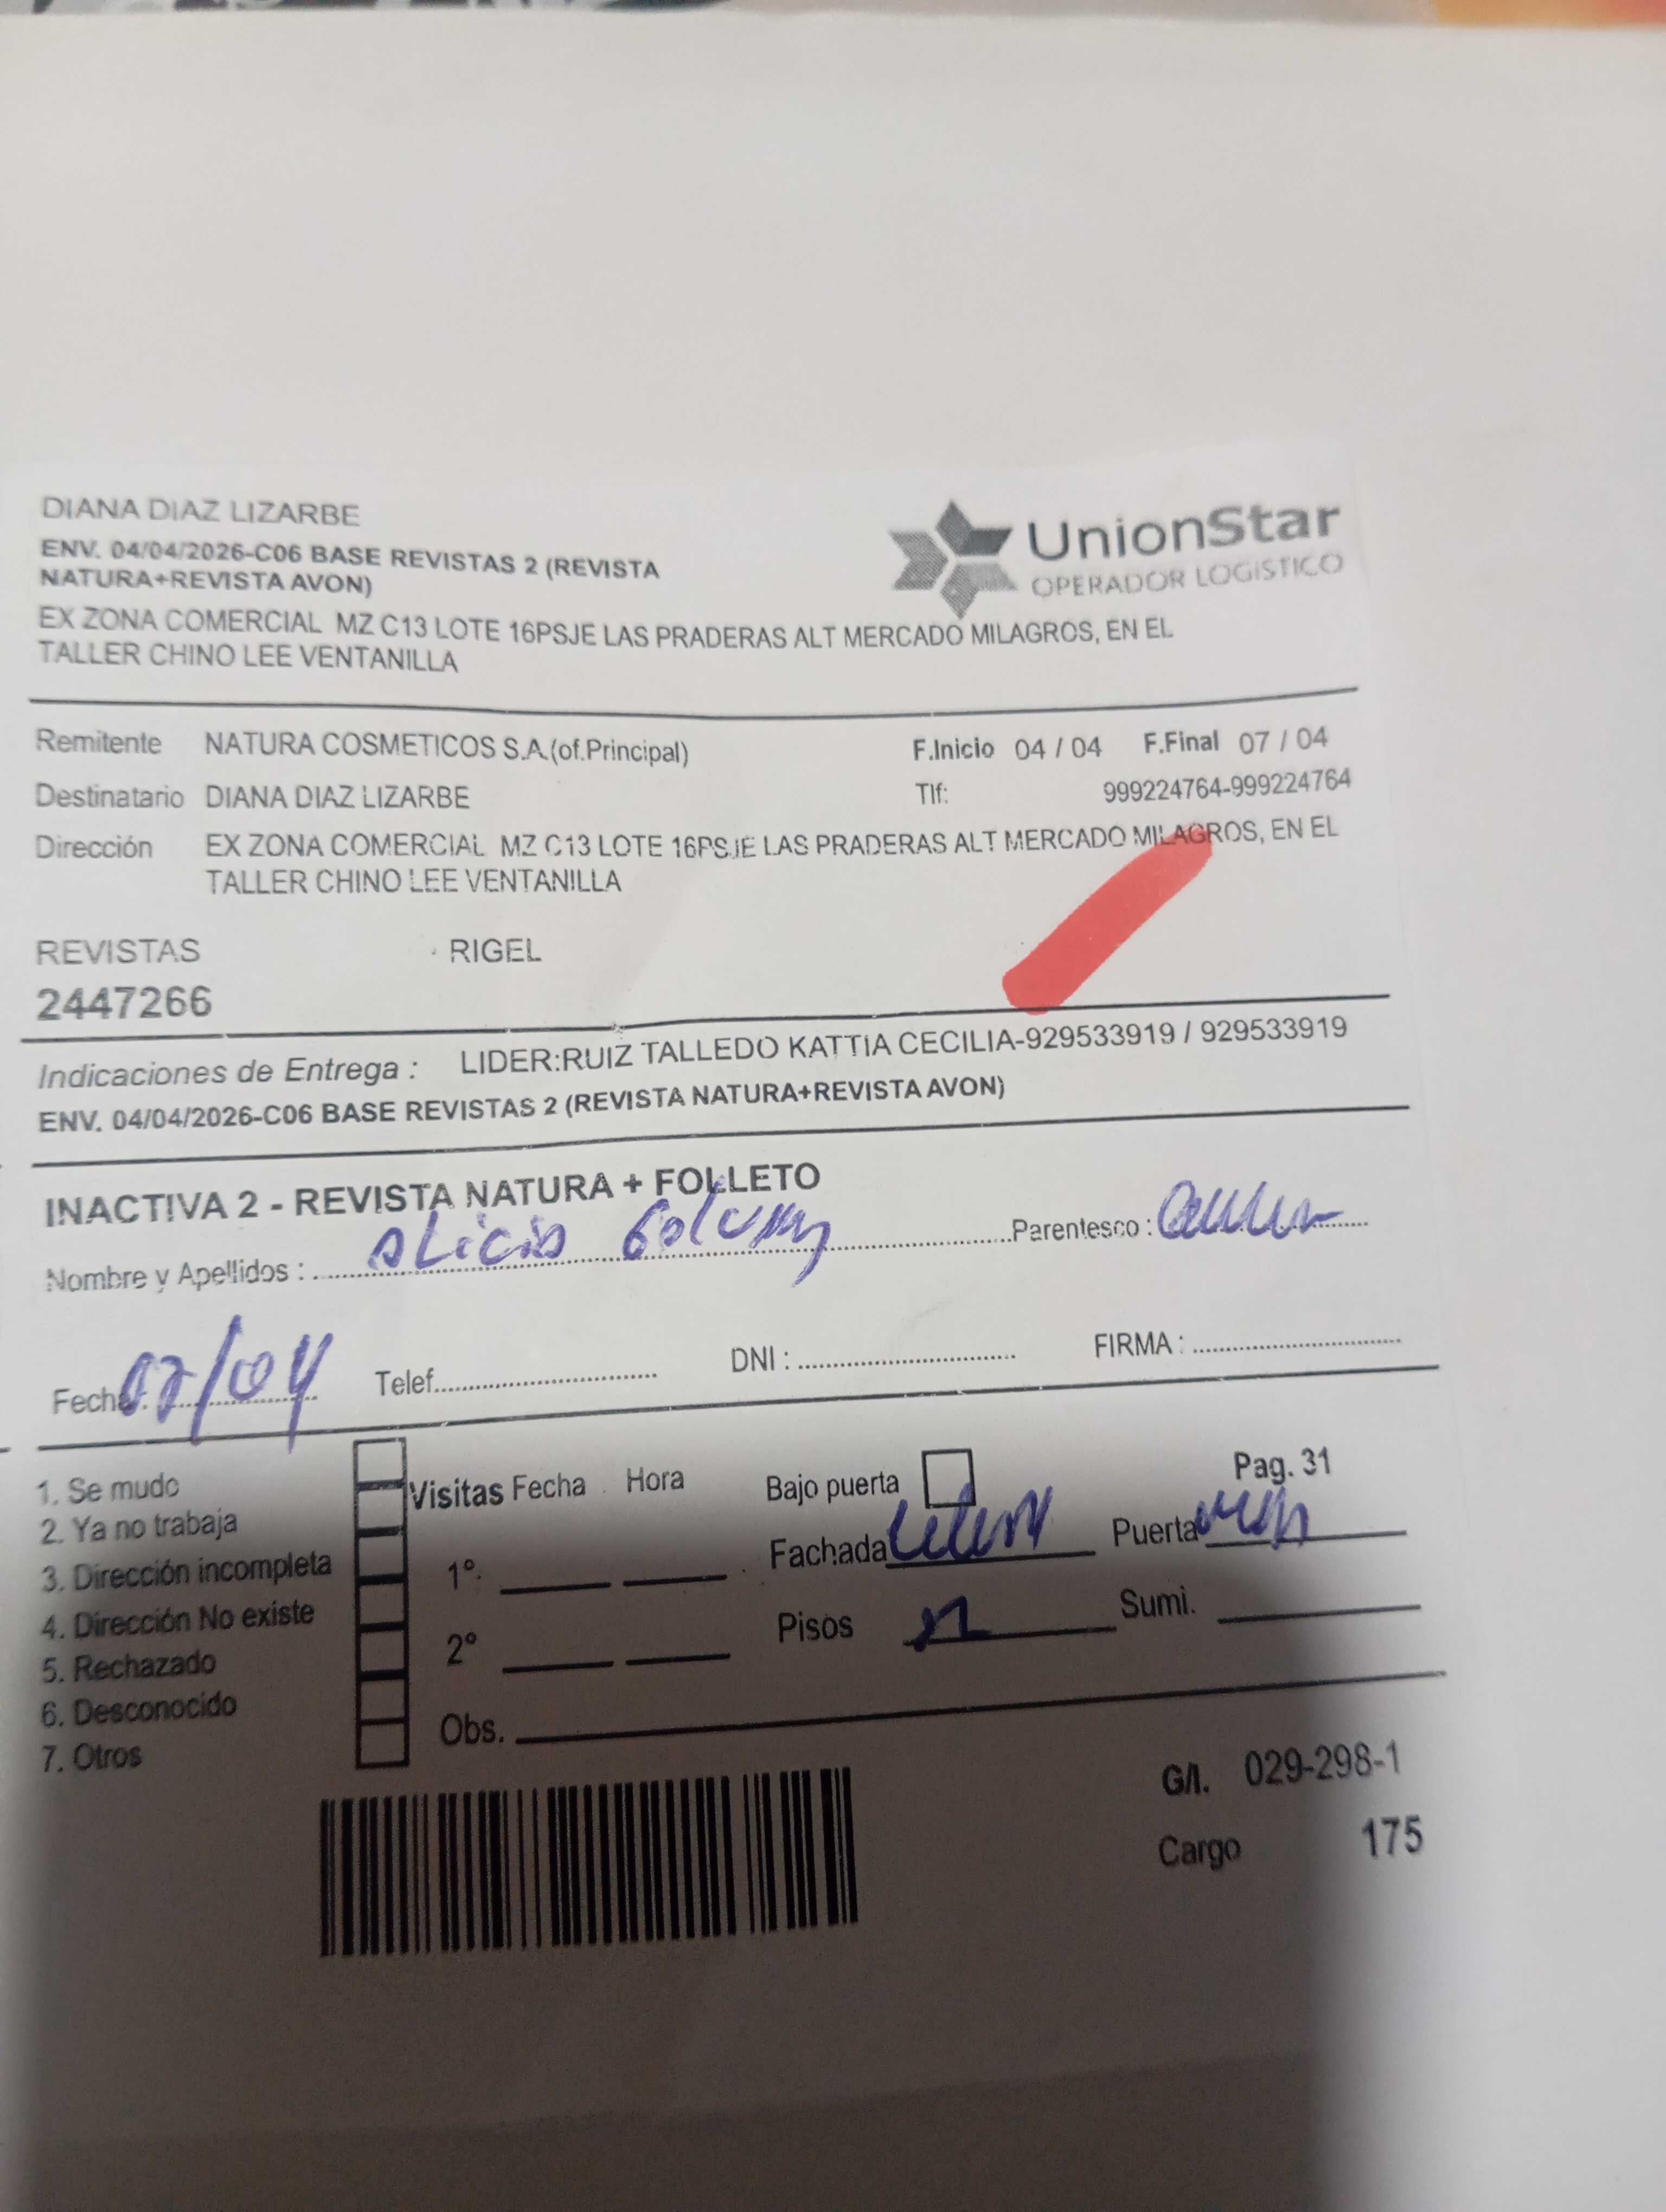 DIANA DIAZ LIZARBE
ENV. 04/04/2026-C06 BASE REVISTAS 2 (REVISTA
NATURA+REVISTA AVON)
UnionStar
OPERADOR LOGISTICO
EX ZONA COMERCIAL MZ C13 LOTE 16PSJE LAS PRADERAS ALT MERCADO MILAGROS, EN EL
TALLER CHINO LEE VENTANILLA
Remitente NATURA COSMETICOS S.A.(of.Principal) F.Inicio 04 / 04 F.Final 07 / 04
Destinatario DIANA DIAZ LIZARBE Tlf: 999224764-999224764
Dirección EX ZONA COMERCIAL MZ C13 LOTE 16PSJE LAS PRADERAS ALT MERCADO MILAGROS, EN EL
TALLER CHINO LEE VENTANILLA
REVISTAS RIGEL
2447266
Indicaciones de Entrega : LIDER:RUIZ TALLEDO KATTIA CECILIA-929533919 / 929533919
ENV. 04/04/2026-C06 BASE REVISTAS 2 (REVISTA NATURA+REVISTA AVON)
INACTIVA 2 - REVISTA NATURA + FOLLETO
Nombre y Apellidos : Alicia Parentesco :
Fecha: 07/04 Telef. DNI : FIRMA :
1. Se mudo
2. Ya no trabaja
3. Dirección incompleta
4. Dirección No existe
5. Rechazado
6. Desconocido
7. Otros
Visitas Fecha Hora
1º.
2º
Obs.
Bajo puerta Pag. 31
Fachada Puerta
Pisos Sumi.
G/I. 029-298-1
Cargo 175